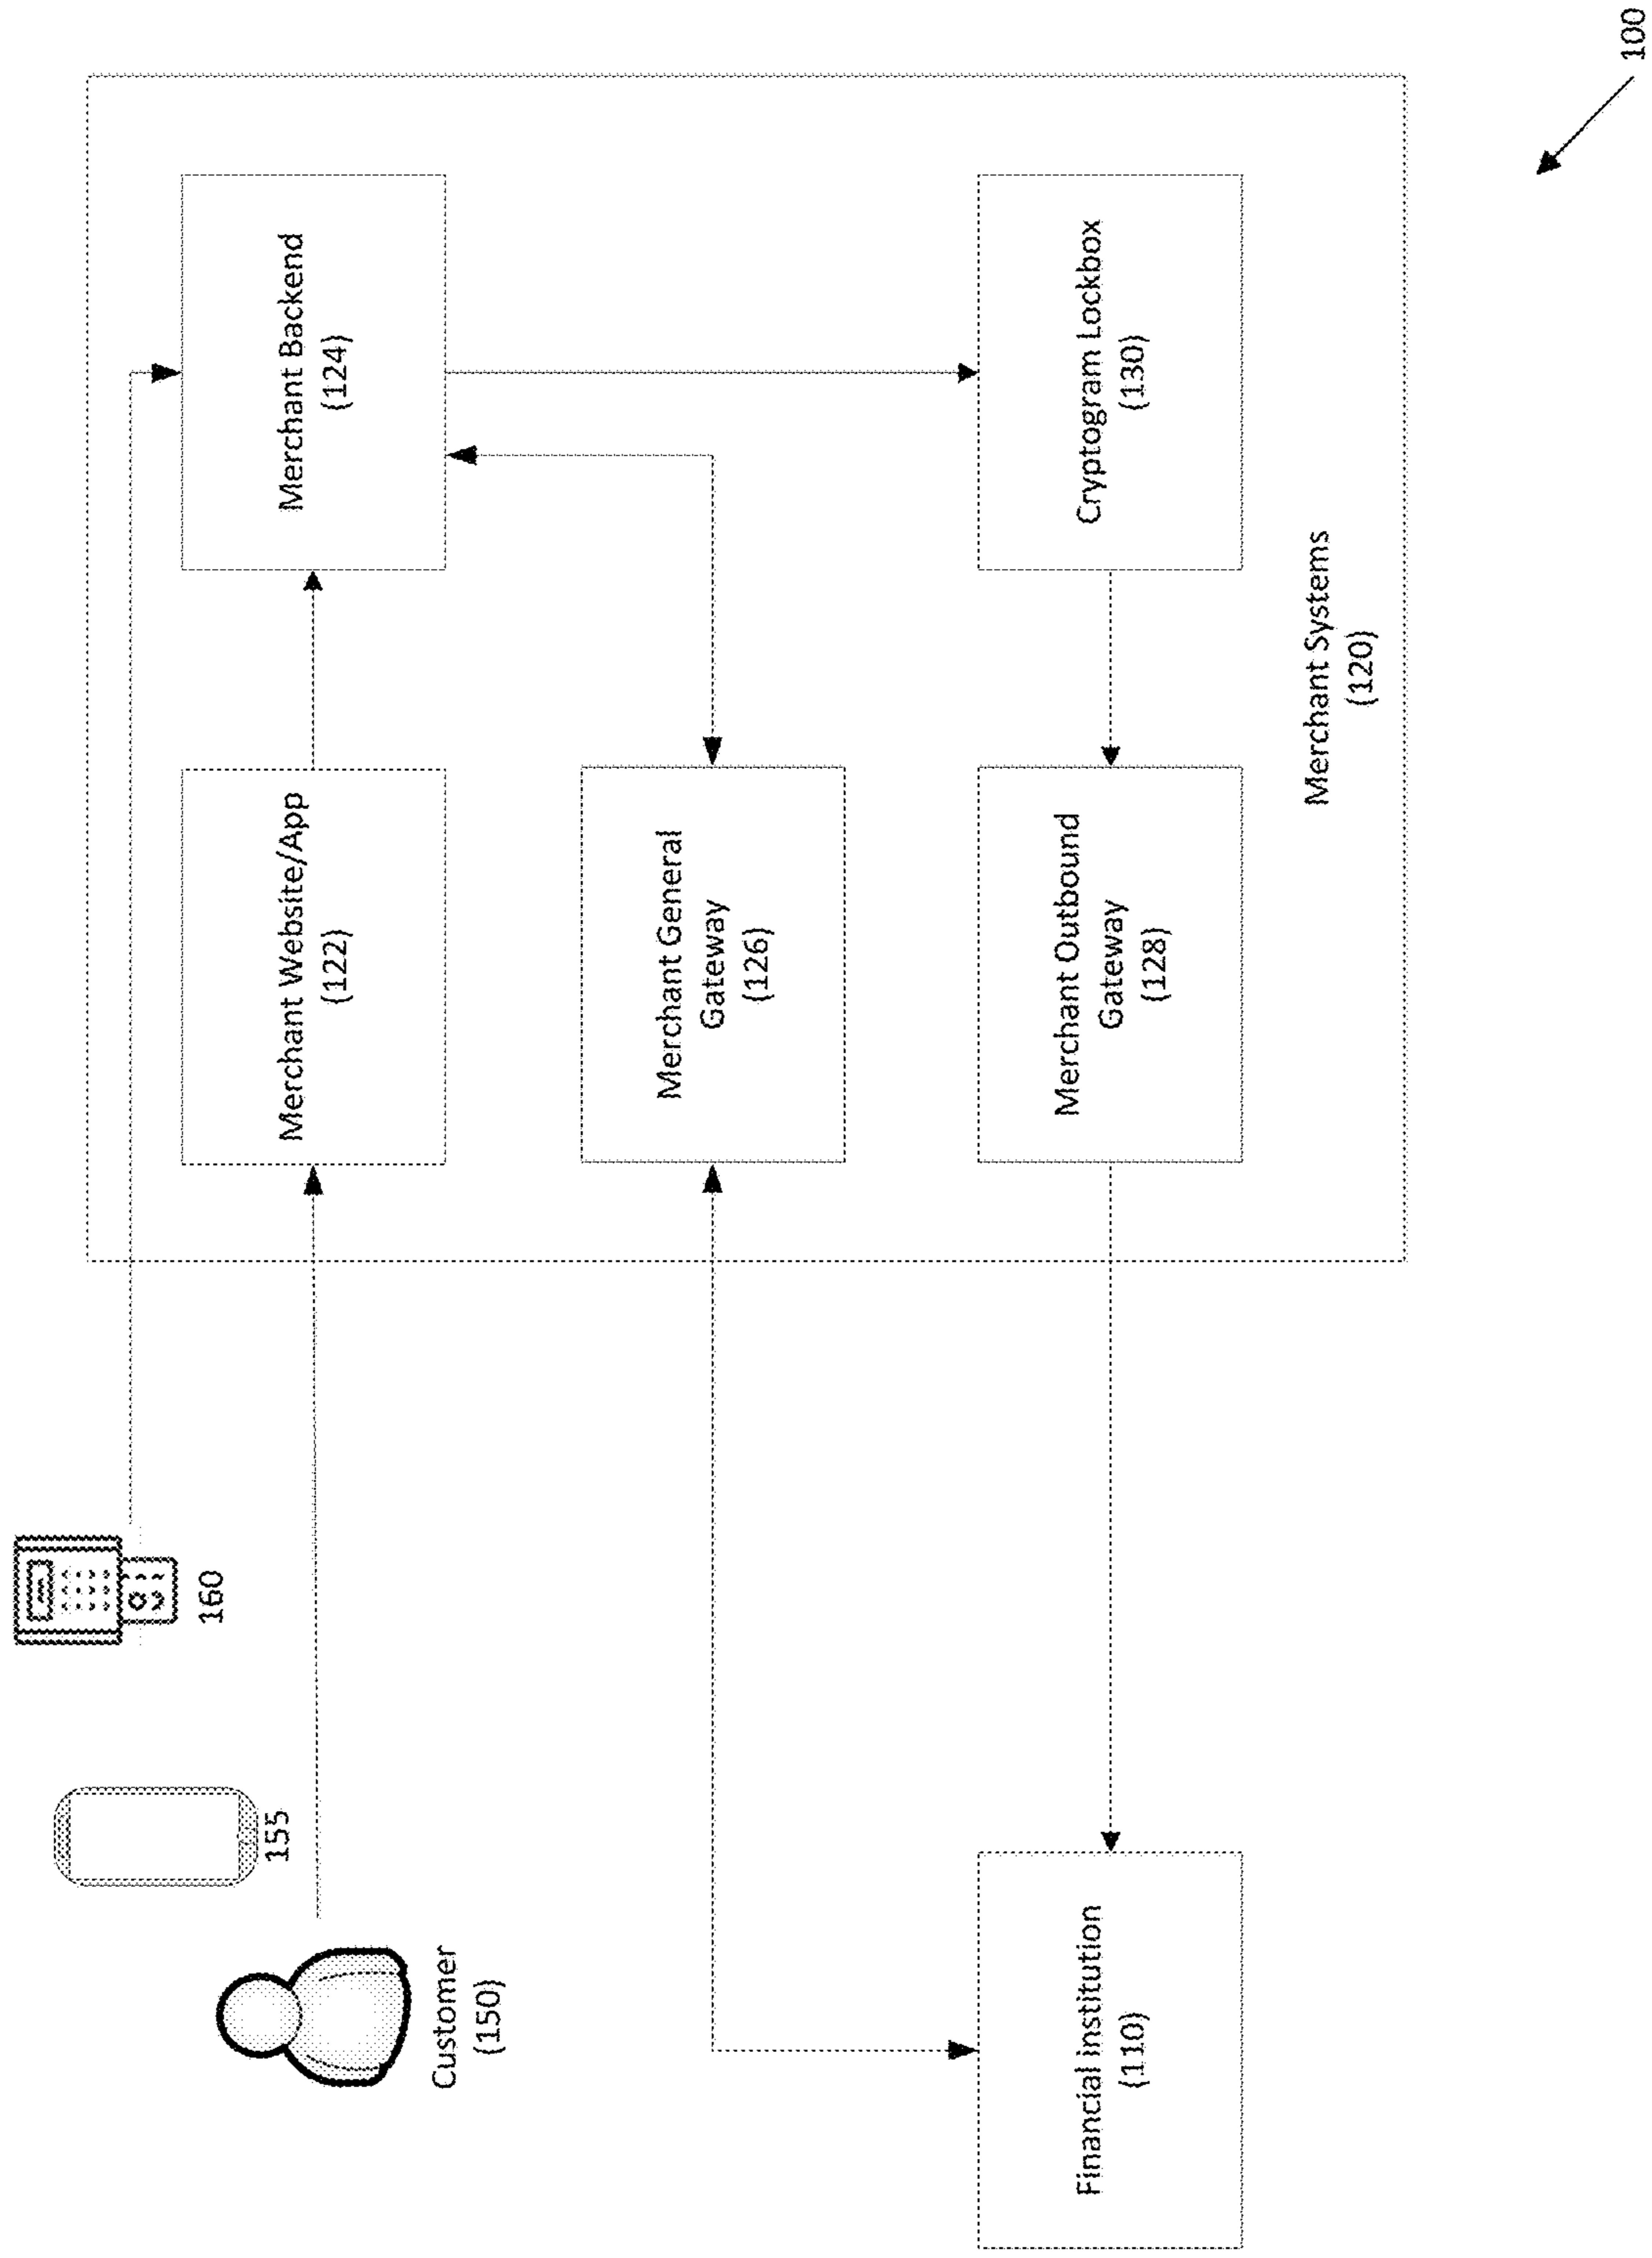 160
155
Customer
(150)
Merchant Website/App
(122)
Merchant Backend
(124)
Merchant General
Gateway
(126)
Financial Institution
(110)
Merchant Outbound
Gateway
(128)
Cryptogram Lockbox
(130)
Merchant Systems
(120)
100